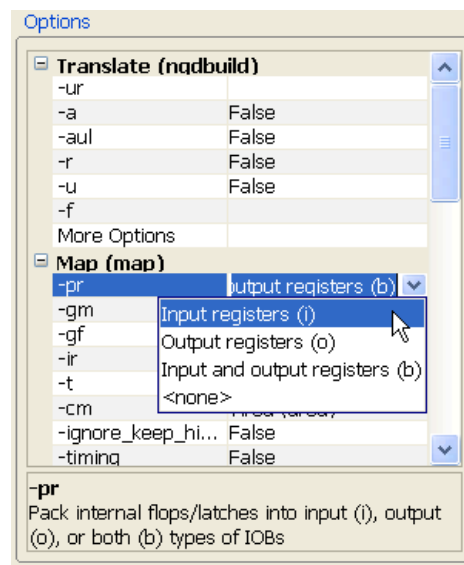 Options
Translate (ngdbuild)
-ur
-a False
-aul False
-r False
-u False
-f
More Options
Map (map)
-pr output registers (b)
-gm Input registers (i)
-gf Output registers (o)
-ir Input and output registers (b)
-t <none>
-cm
-ignore_keep_hi... False
-timing False
-pr
Pack internal flops/latches into input (i), output
(o), or both (b) types of IOBs